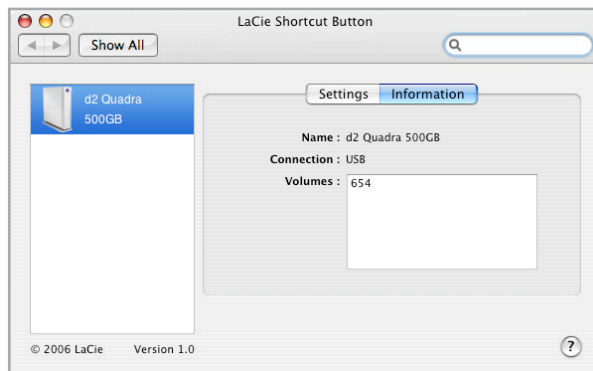 LaCie Shortcut Button
Show All
d2 Quadra
500GB
Settings Information
Name : d2 Quadra 500GB
Connection : USB
Volumes : 654
© 2006 LaCie Version 1.0
?